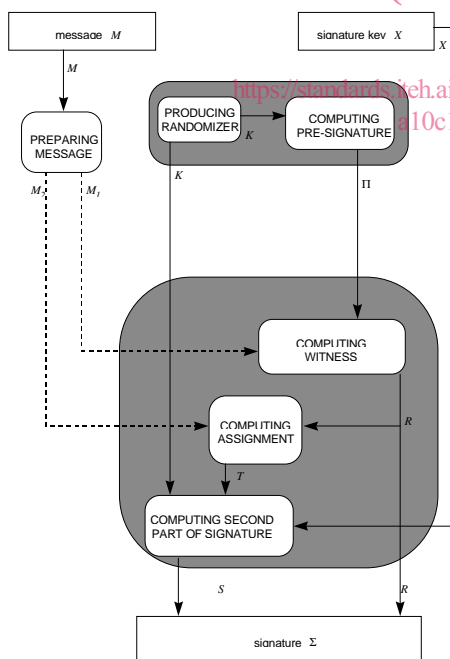 message M
signature key X
X
M
https://standards.iteh.ai
a10c1
PRODUCING
RANDOMIZER
K
COMPUTING
PRE-SIGNATURE
PREPARING
MESSAGE
K
Π
M₂
M₁
COMPUTING
WITNESS
COMPUTING
ASSIGNMENT
R
T
COMPUTING SECOND
PART OF SIGNATURE
S
R
signature Σ